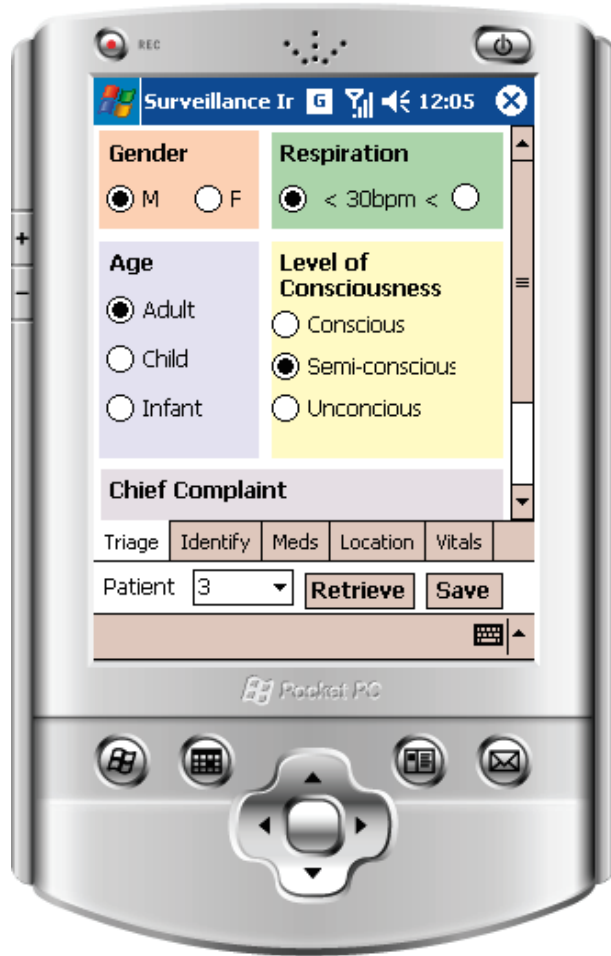 REC
Surveillance Ir G 12:05
Gender
M F
Respiration
< 30bpm <
Age
Adult
Child
Infant
Level of
Consciousness
Conscious
Semi-conscious
Unconcious
Chief Complaint
Triage Identify Meds Location Vitals
Patient 3 Retrieve Save
Pocket PC